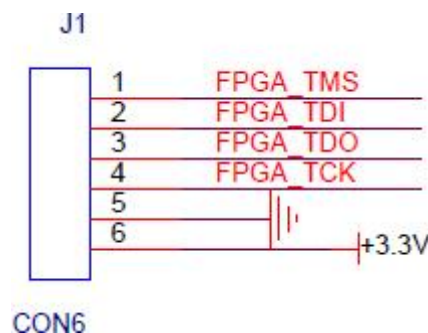 J1
1 FPGA_TMS
2 FPGA_TDI
3 FPGA_TDO
4 FPGA_TCK
5
6 +3.3V
CON6